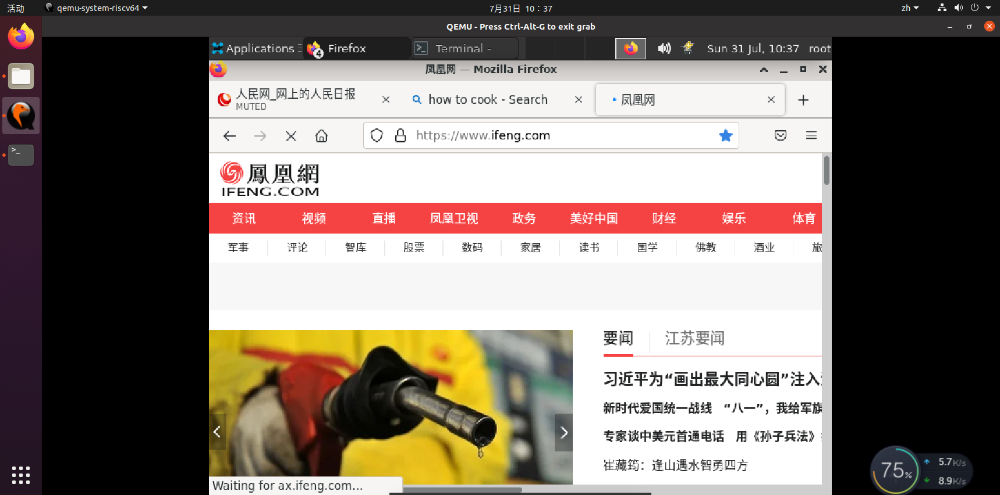 活动 qemu-system-riscv64 7月31日 10：37 zh
QEMU - Press Ctrl-Alt-G to exit grab
Applications 4 Firefox Terminal - Sun 31 Jul, 10:37 root
凤凰网 — Mozilla Firefox
人民网_网上的人民日报
MUTED
how to cook - Search
凤凰网
https://www.ifeng.com
鳳凰網
IFENG.COM
资讯 视频 直播 凤凰卫视 政务 美好中国 财经 娱乐 体育
军事 评论 智库 股票 数码 家居 读书 国学 佛教 酒业 旅
要闻 江苏要闻
习近平为“画出最大同心圆”注入
新时代爱国统一战线 “八一”，我给军旗
专家谈中美元首通电话 用《孙子兵法》
崔藏筠：逢山遇水智勇四方
Waiting for ax.ifeng.com...
75%
5.7K/s
8.9K/s